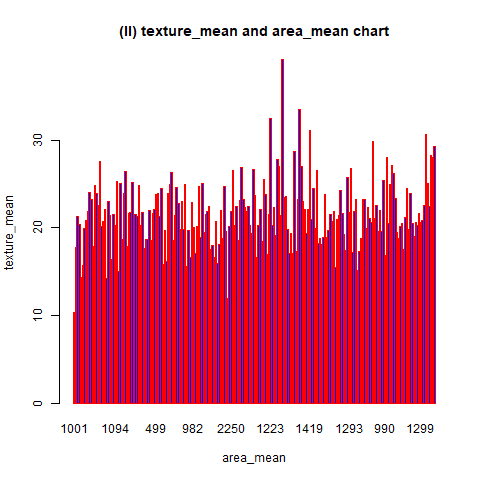 (II) texture_mean and area_mean chart
texture_mean
30
20
10
0
1001 1094 499 982 2250 1223 1419 1293 990 1299
area_mean